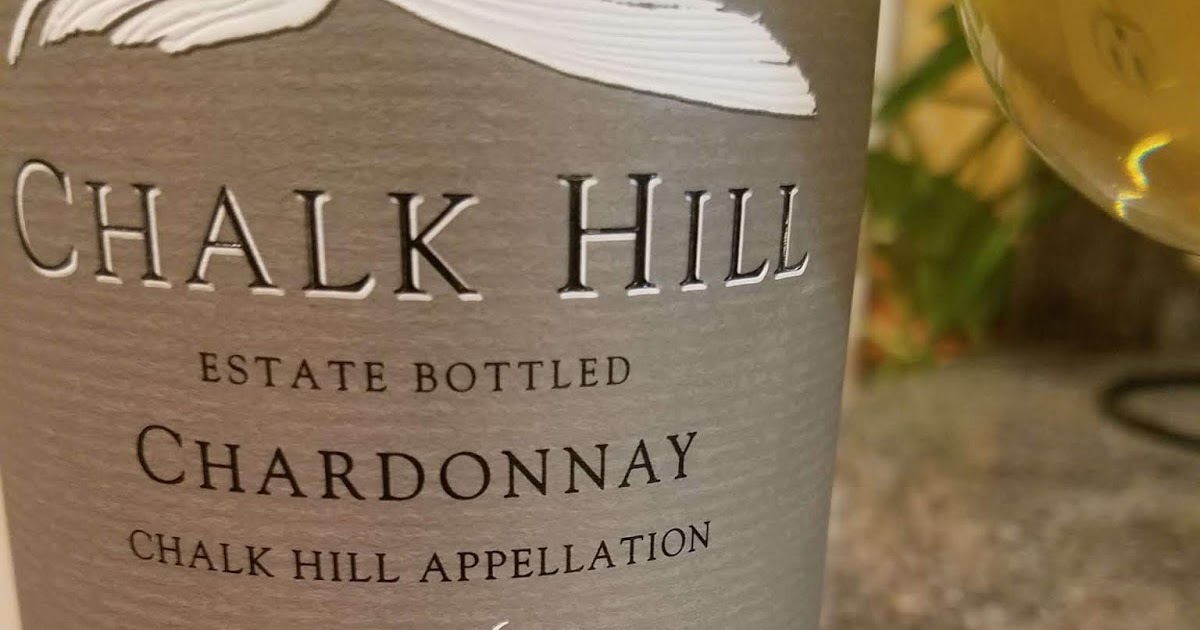 CHALK HILL
ESTATE BOTTLED
CHARDONNAY
CHALK HILL APPELLATION